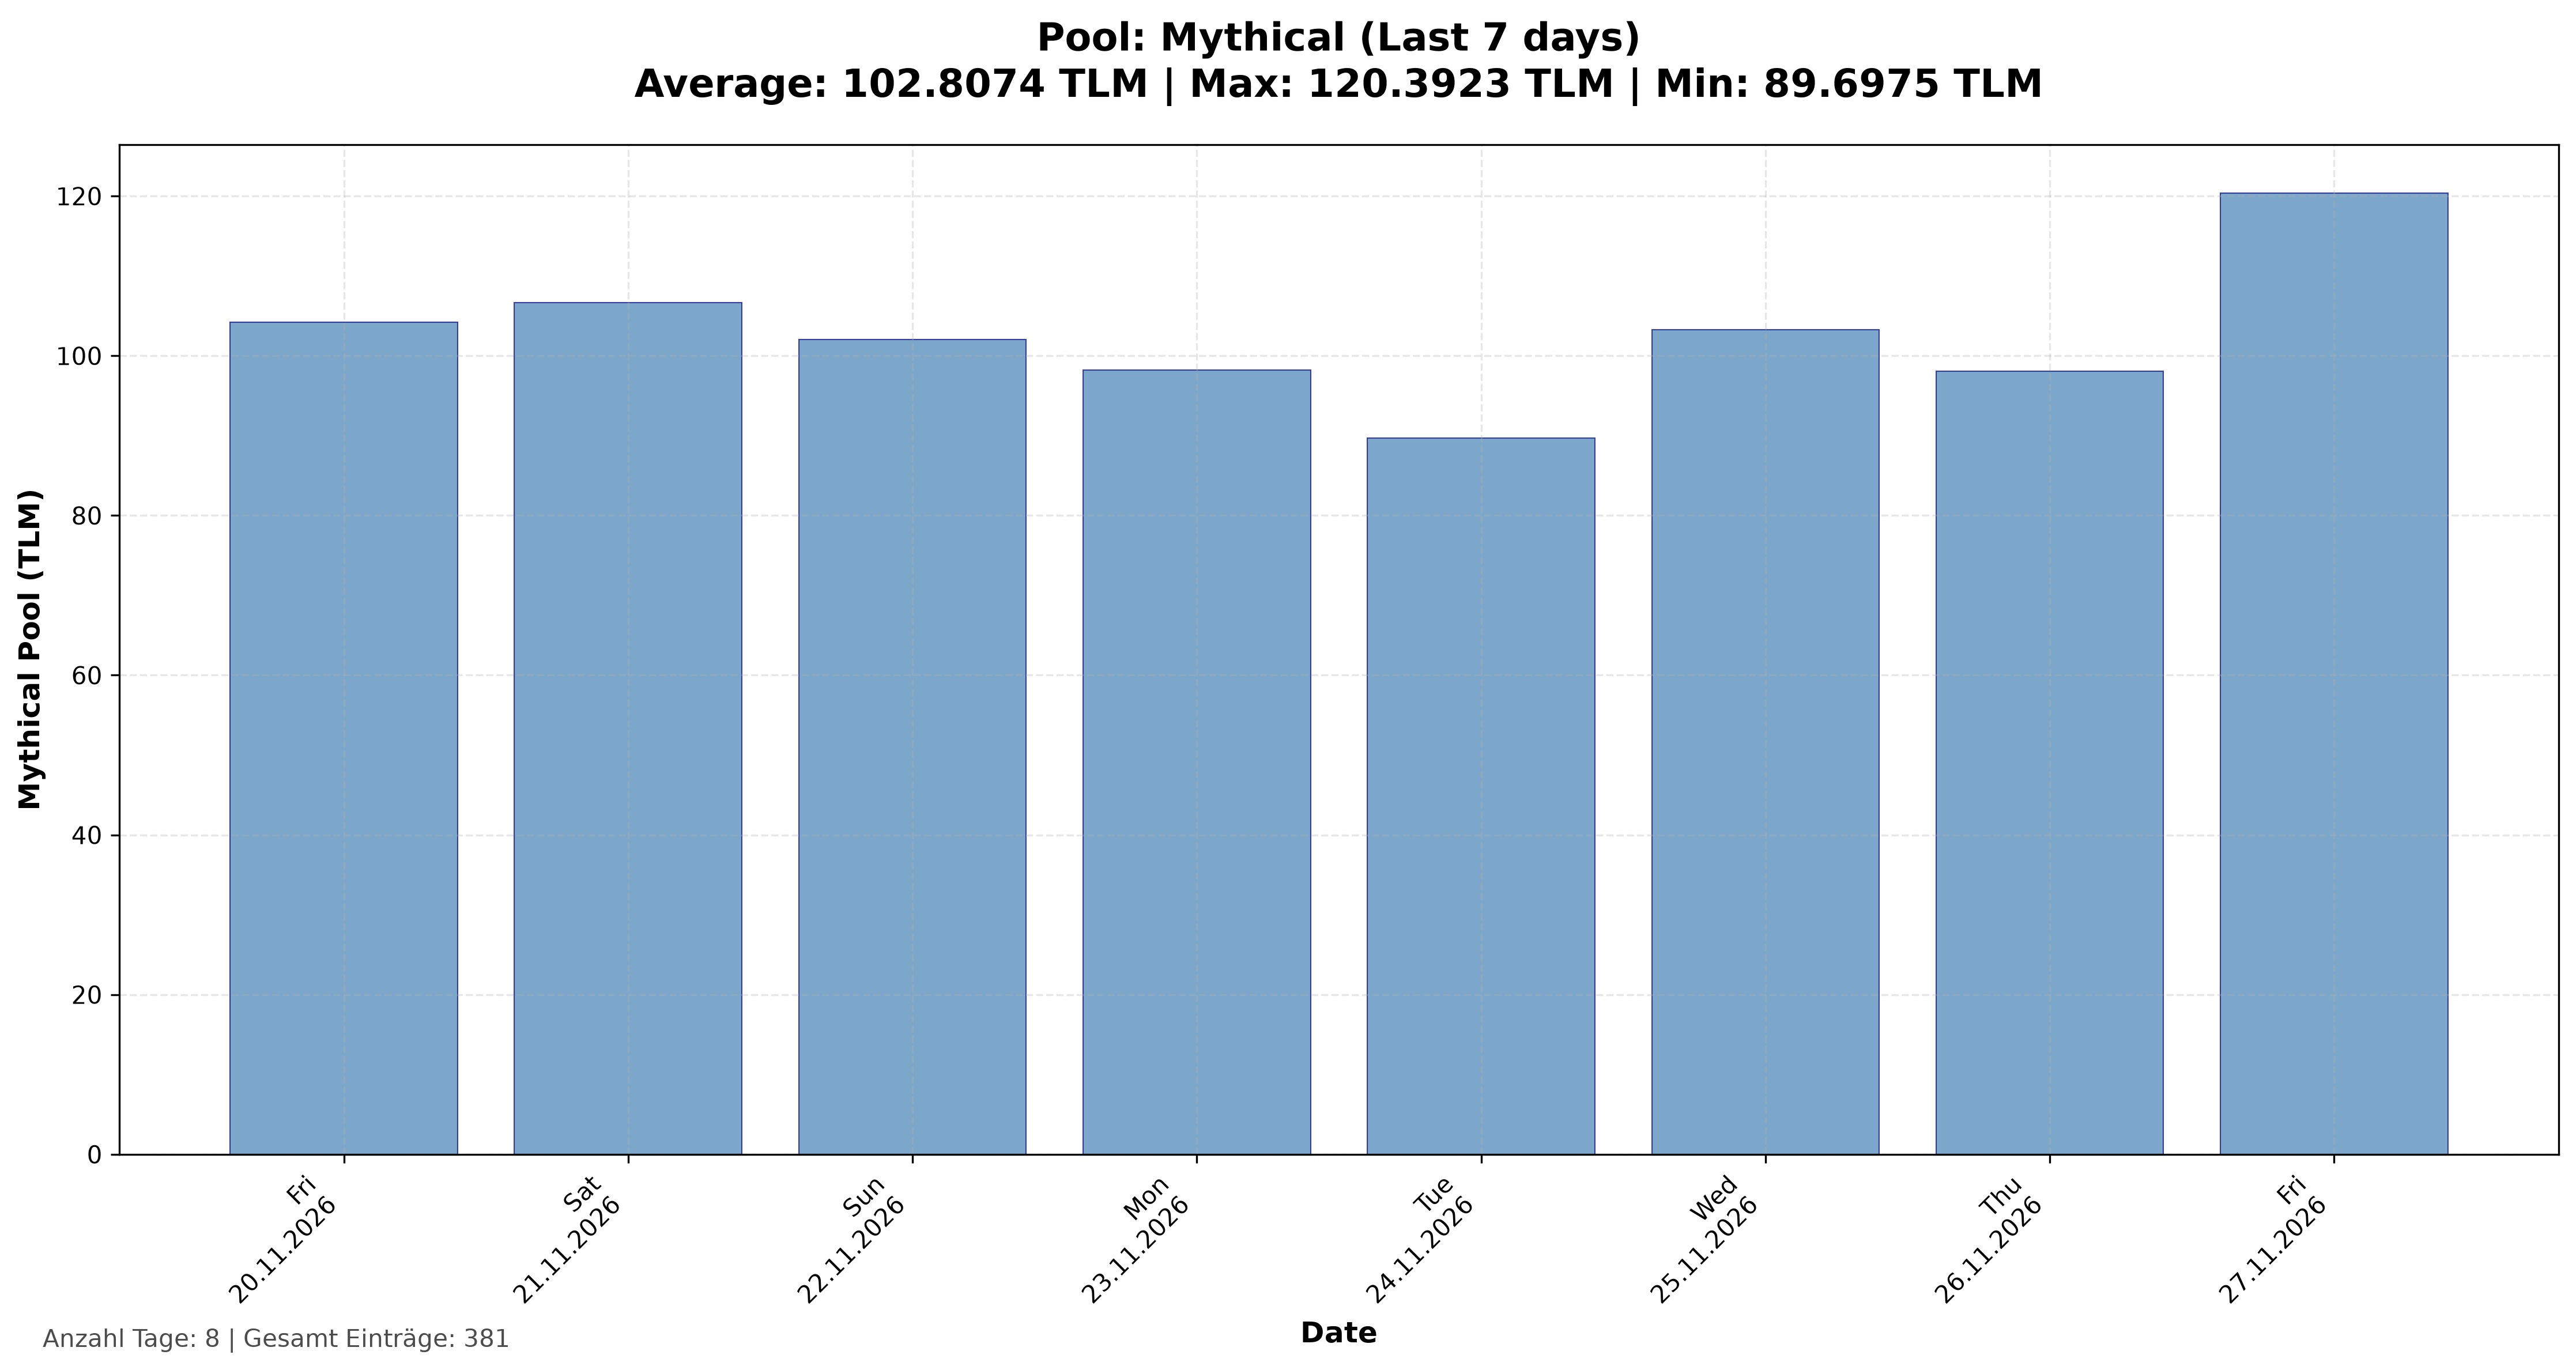 Pool: Mythical (Last 7 days)
Average: 102.8074 TLM | Max: 120.3923 TLM | Min: 89.6975 TLM
Mythical Pool (TLM)
120
100
80
60
40
20
0
Fri
20.11.2026
Sat
21.11.2026
Sun
22.11.2026
Mon
23.11.2026
Tue
24.11.2026
Wed
25.11.2026
Thu
26.11.2026
Fri
27.11.2026
Date
Anzahl Tage: 8 | Gesamt Einträge: 381